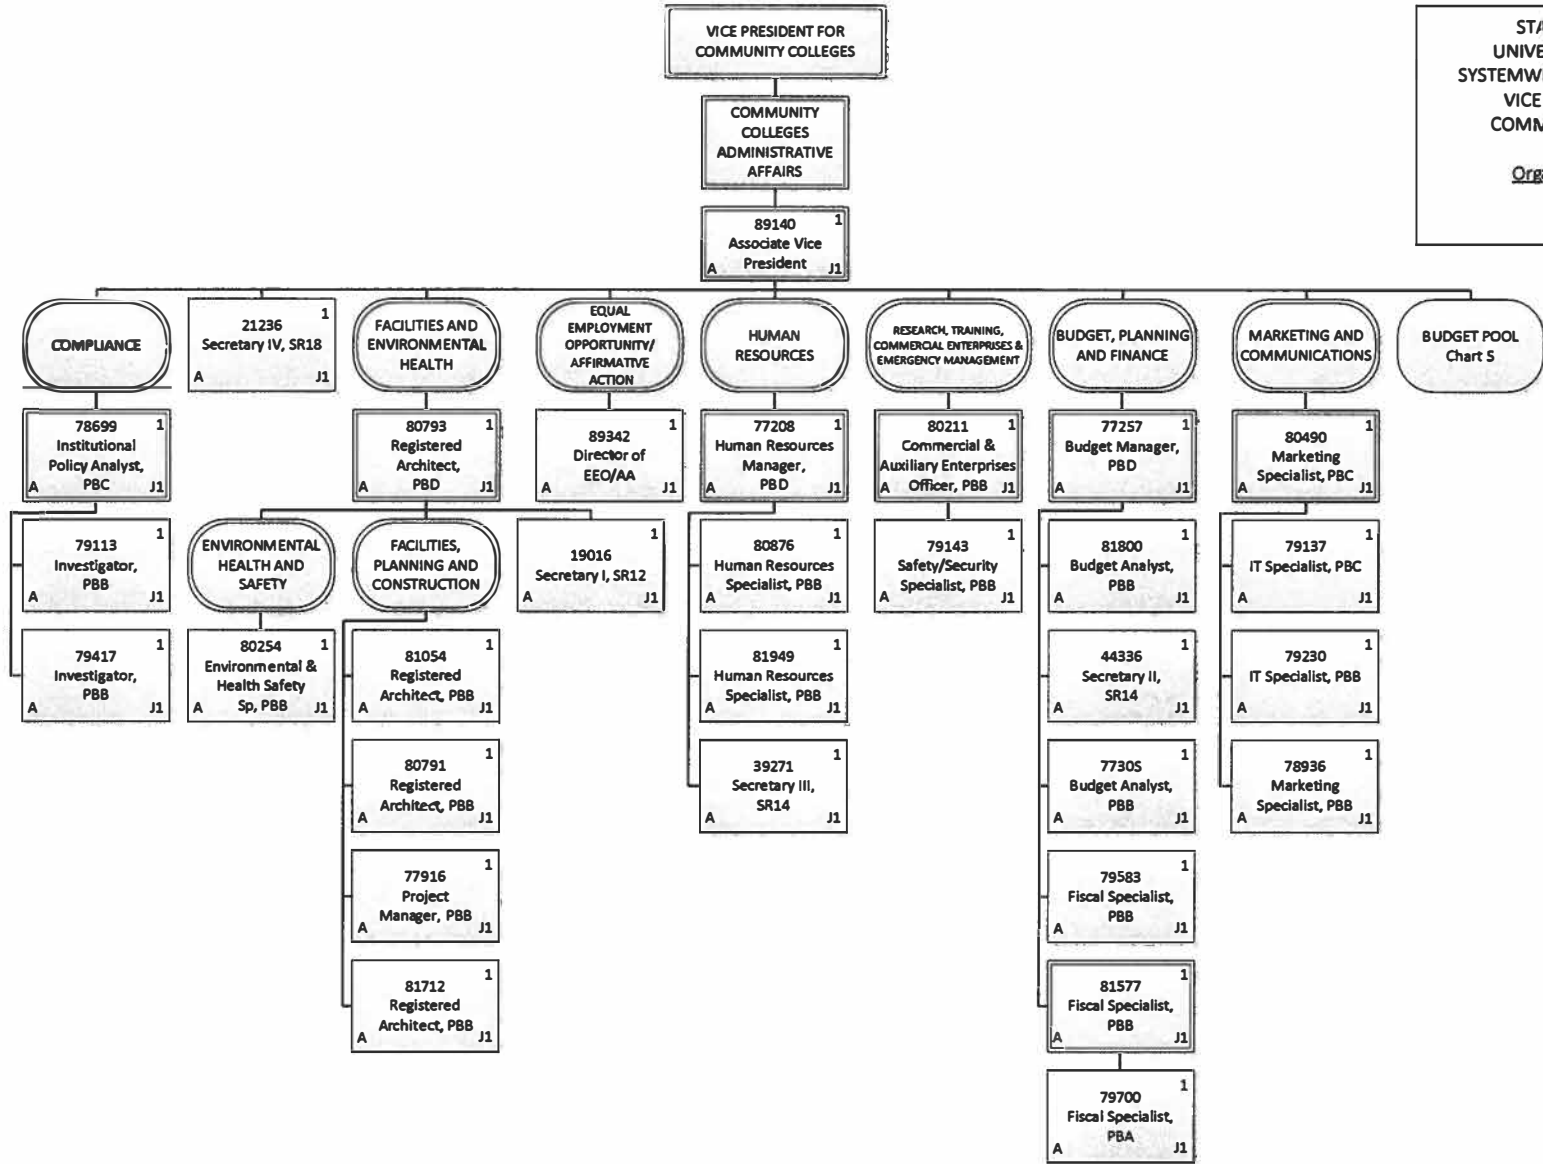 VICE PRESIDENT FOR
COMMUNITY COLLEGES
COMMUNITY
COLLEGES
ADMINISTRATIVE
AFFAIRS
89140 1
Associate Vice
President
A J1
STA
UNIVE
SYSTEMW
VICE
COMM
Orga
COMPLIANCE
21236 1
Secretary IV, SR18
A J1
FACILITIES AND
ENVIRONMENTAL
HEALTH
EQUAL
EMPLOYMENT
OPPORTUNITY/
AFFIRMATIVE
ACTION
HUMAN
RESOURCES
RESEARCH, TRAINING,
COMMERCIAL ENTERPRISES &
EMERGENCY MANAGEMENT
BUDGET, PLANNING
AND FINANCE
MARKETING AND
COMMUNICATIONS
BUDGET POOL
Chart 5
78699 1
Institutional
Policy Analyst,
PBC
A J1
80793 1
Registered
Architect,
PBD
A J1
89342 1
Director of
EEO/AA
A J1
77208 1
Human Resources
Manager,
PBD
A J1
80211 1
Commercial &
Auxiliary Enterprises
Officer, PBB
A J1
77257 1
Budget Manager,
PBD
A J1
80490 1
Marketing
Specialist, PBC
A J1
79113 1
Investigator,
PBB
A J1
ENVIRONMENTAL
HEALTH AND
SAFETY
FACILITIES,
PLANNING AND
CONSTRUCTION
19016 1
Secretary I, SR12
A J1
80876 1
Human Resources
Specialist, PBB
A J1
79143 1
Safety/Security
Specialist, PBB
A J1
81800 1
Budget Analyst,
PBB
A J1
79137 1
IT Specialist, PBC
A J1
79417 1
Investigator,
PBB
A J1
80254 1
Environmental &
Health Safety
Sp, PBB
A J1
81054 1
Registered
Architect, PBB
A J1
81949 1
Human Resources
Specialist, PBB
A J1
44336 1
Secretary II,
SR14
A J1
79230 1
IT Specialist, PBB
A J1
80791 1
Registered
Architect, PBB
A J1
39271 1
Secretary III,
SR14
A J1
77305 1
Budget Analyst,
PBB
A J1
78936 1
Marketing
Specialist, PBB
A J1
77916 1
Project
Manager, PBB
A J1
79583 1
Fiscal Specialist,
PBB
A J1
81712 1
Registered
Architect, PBB
A J1
81577 1
Fiscal Specialist,
PBB
A J1
79700 1
Fiscal Specialist,
PBA
A J1